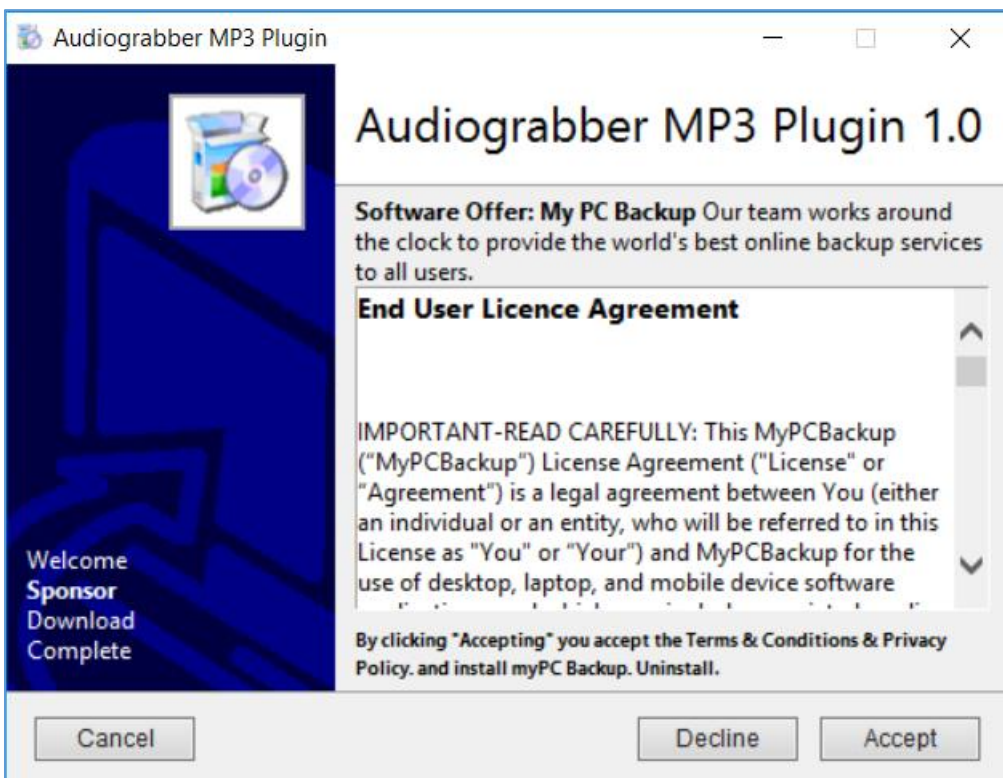 Audiograbber MP3 Plugin
Audiograbber MP3 Plugin 1.0
Software Offer: My PC Backup Our team works around
the clock to provide the world's best online backup services
to all users.
End User Licence Agreement
IMPORTANT-READ CAREFULLY: This MyPCBackup
("MyPCBackup") License Agreement ("License" or
"Agreement") is a legal agreement between You (either
an individual or an entity, who will be referred to in this
License as "You" or "Your") and MyPCBackup for the
use of desktop, laptop, and mobile device software
By clicking "Accepting" you accept the Terms & Conditions & Privacy
Policy. and install myPC Backup. Uninstall.
Welcome
Sponsor
Download
Complete
Cancel
Decline
Accept